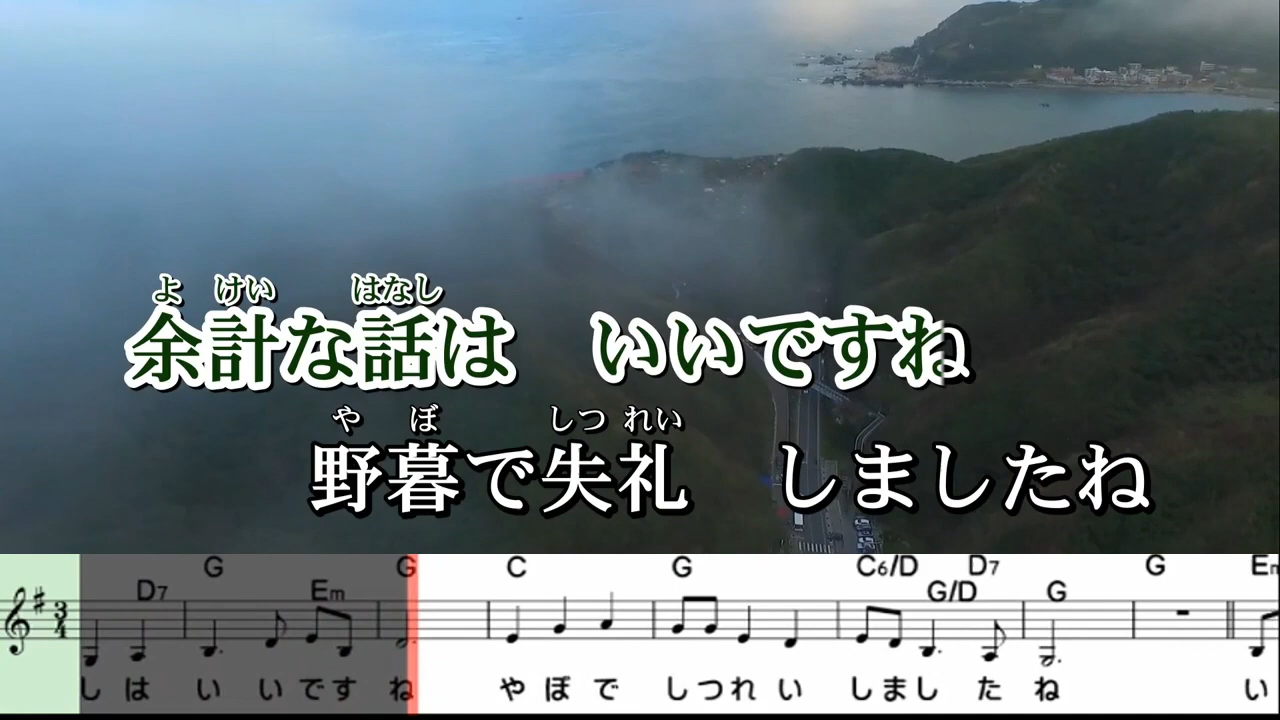 よ けい はなし
余計な話は いいですね
や ぼ しつ れい
野暮で失礼 しましたね
G G C G C6/D D7 G Em
D7 Em G/D G
3/4
しは いいですね やぼで しつれい しました ね い